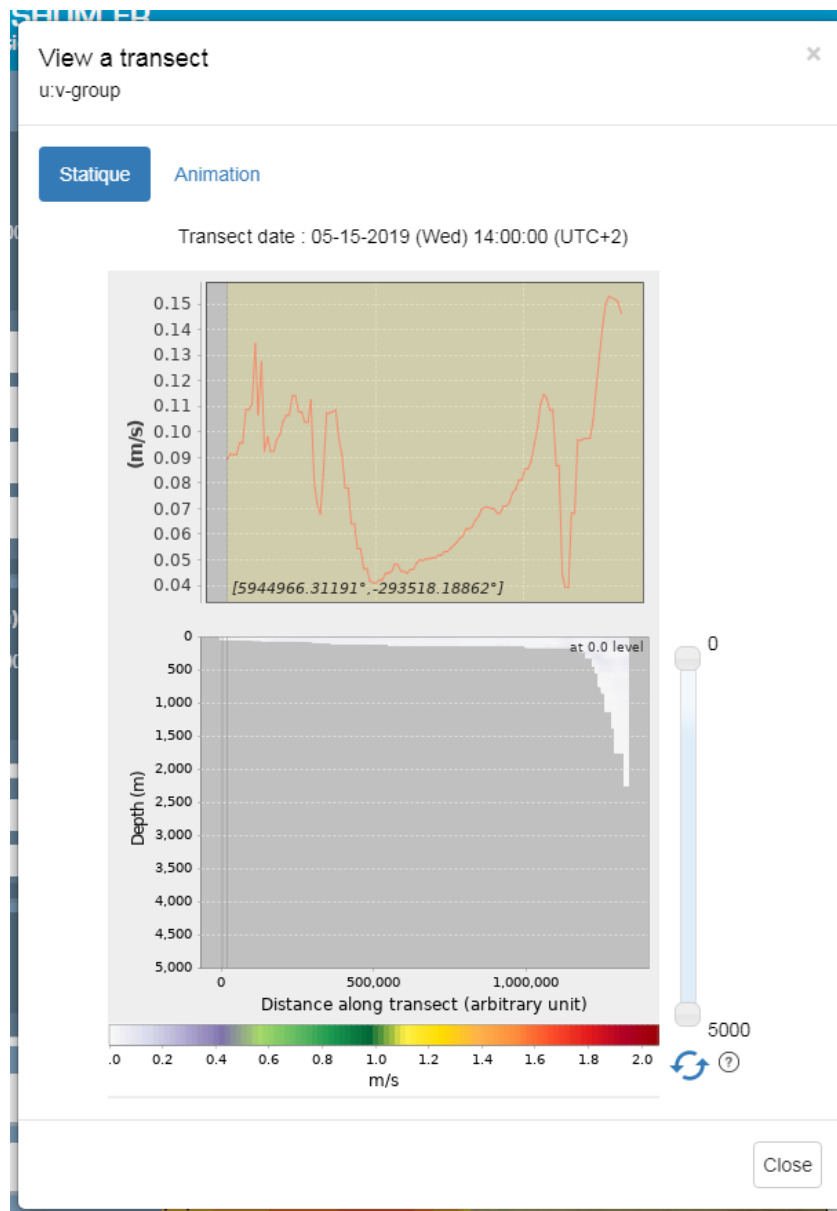 View a transect
×
u:v-group
Statique
Animation
Transect date : 05-15-2019 (Wed) 14:00:00 (UTC+2)
0.15
0.14
0.13
0.12
0.11
0.10
0.09
0.08
0.07
0.06
0.05
0.04
(m/s)
[5944966.31191°,-293518.18862°]
0
500
1,000
1,500
2,000
2,500
3,000
3,500
4,000
4,500
5,000
Depth (m)
at 0.0 level
0
5000
0
500,000
1,000,000
Distance along transect (arbitrary unit)
.0 0.2 0.4 0.6 0.8 1.0 1.2 1.4 1.6 1.8 2.0
m/s
?
Close